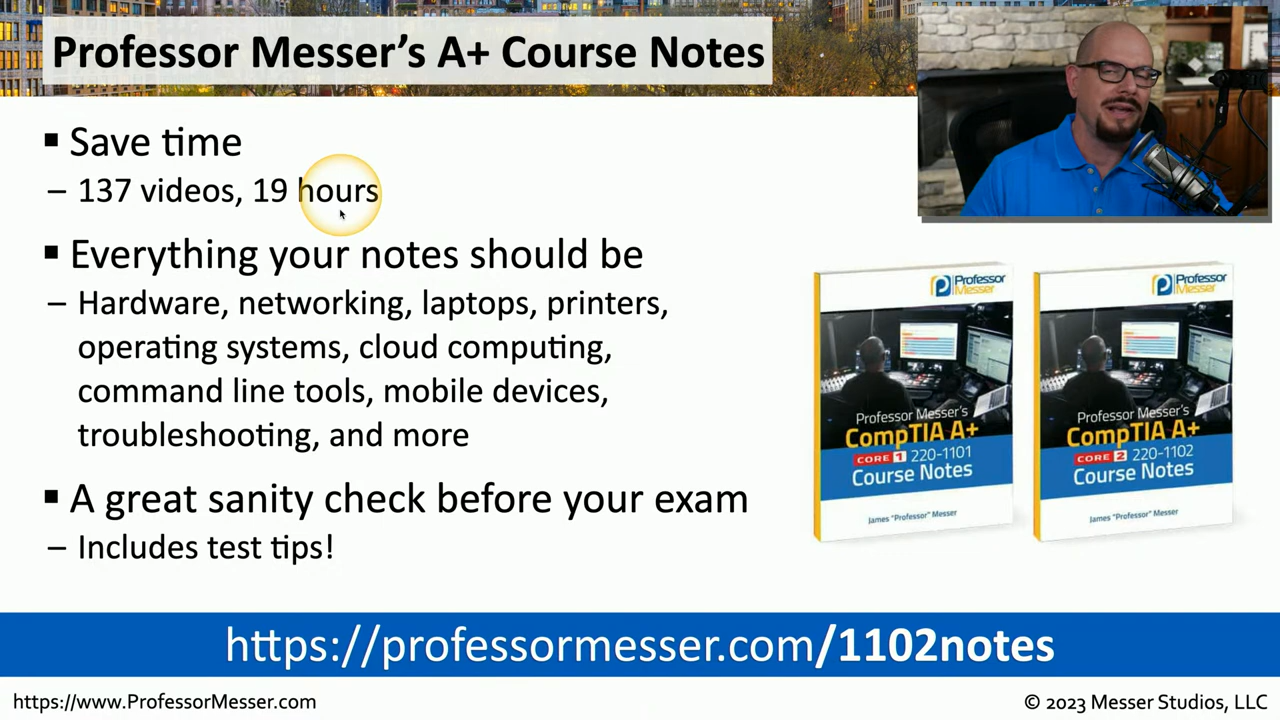 Professor Messer's A+ Course Notes
▪ Save time
– 137 videos, 19 hours
▪ Everything your notes should be
– Hardware, networking, laptops, printers,
operating systems, cloud computing,
command line tools, mobile devices,
troubleshooting, and more
▪ A great sanity check before your exam
– Includes test tips!
Professor
Messer
Professor Messer's
CompTIA A+
CORE 1 220-1101
Course Notes
James "Professor" Messer
Professor
Messer
Professor Messer's
CompTIA A+
CORE 2 220-1102
Course Notes
James "Professor" Messer
https://professormesser.com/1102notes
https://www.ProfessorMesser.com
© 2023 Messer Studios, LLC